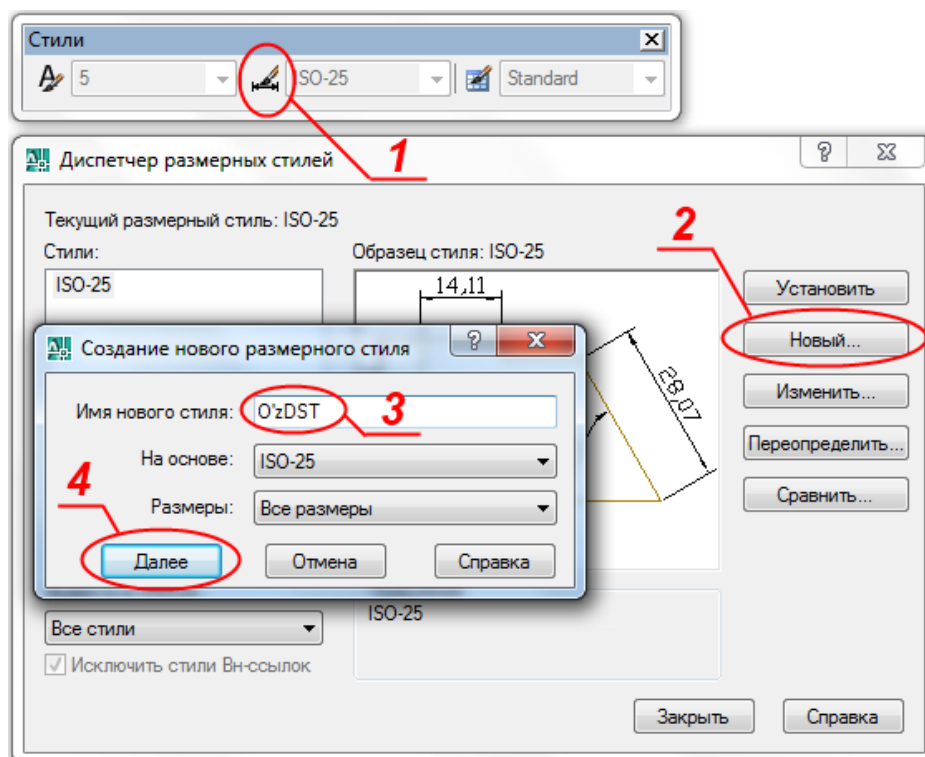 Стили
5 ISO-25 Standard
1
Диспетчер размерных стилей
Текущий размерный стиль: ISO-25
2
Стили: Образец стиля: ISO-25
ISO-25 14,11 Установить
Новый...
Создание нового размерного стиля
28,07
Изменить...
Имя нового стиля: O'zDST 3
Переопределить...
На основе: ISO-25
4
Сравнить...
Размеры: Все размеры
Далее Отмена Справка
ISO-25
Все стили
Исключить стили Вн-ссылок
Закрыть Справка